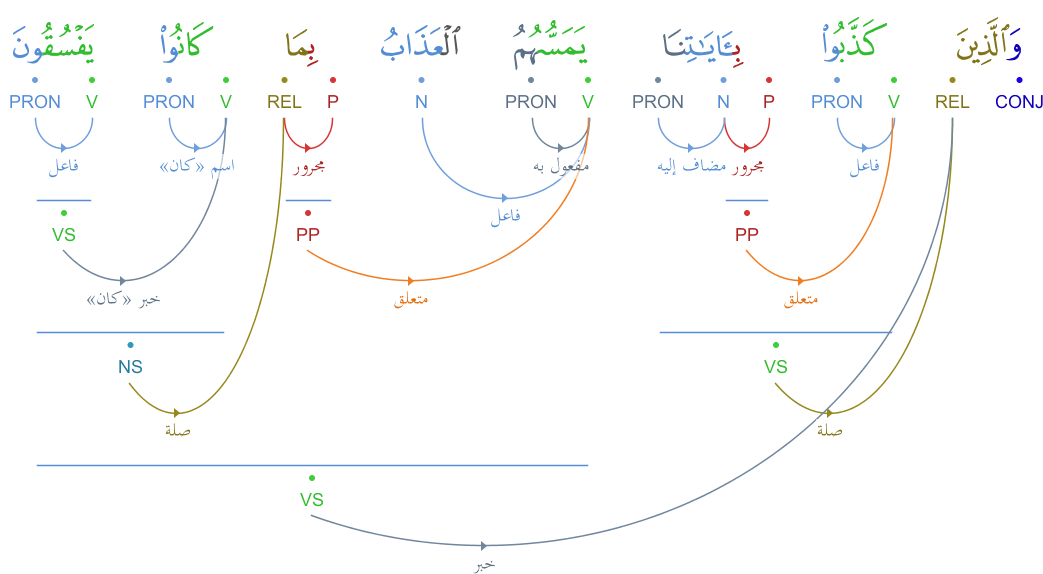 وَٱلَّذِينَ كَذَّبُوا۟ بِـَٔايَـٰتِنَا يَمَسُّهُمُ ٱلْعَذَابُ بِمَا كَانُوا۟ يَفْسُقُونَ
CONJ REL V PRON P N PRON V PRON N P REL V PRON V PRON
فاعل مجرور مضاف إليه مفعول به مجرور اسم «كان» فاعل
فاعل
PP PP VS
متعلق متعلق خبر «كان»
VS NS
صلة صلة
VS
خبر